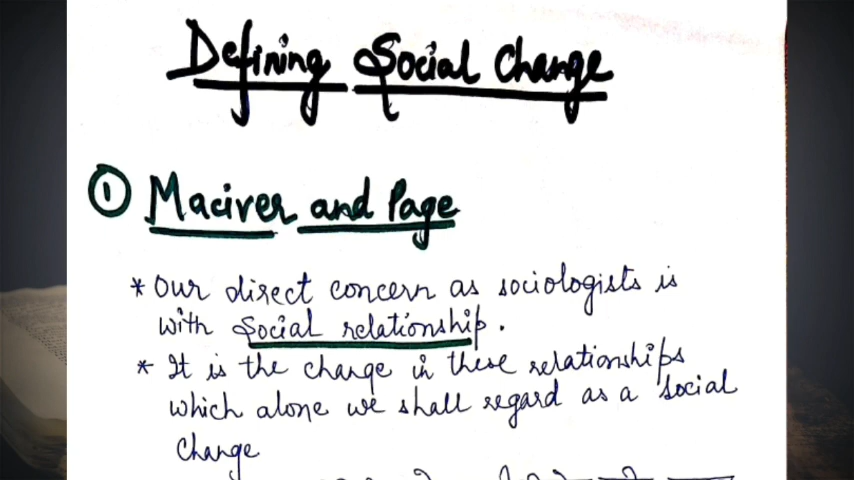 Defining Social Change
① Maciver and Page
* Our direct concern as sociologists is
with Social relationship.
* It is the change in these relationships
which alone we shall regard as a social
change